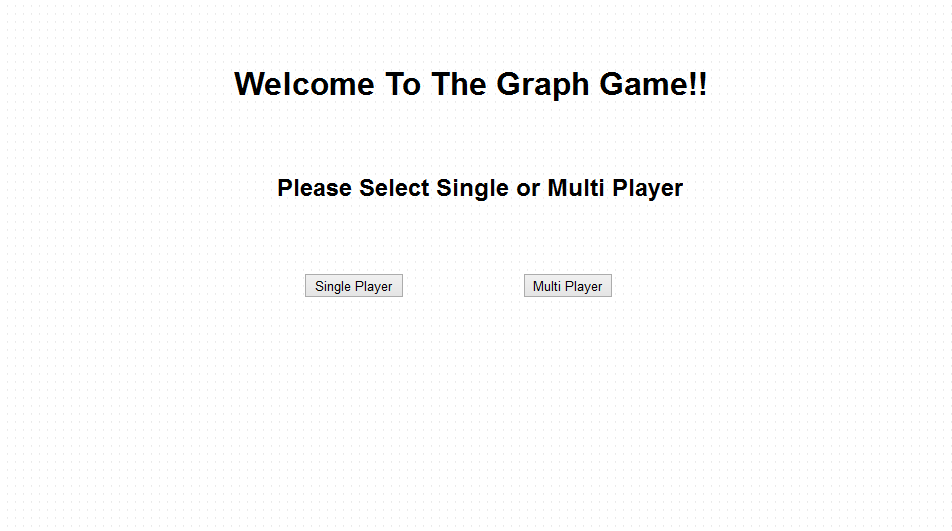 Welcome To The Graph Game!!
Please Select Single or Multi Player
Single Player
Multi Player